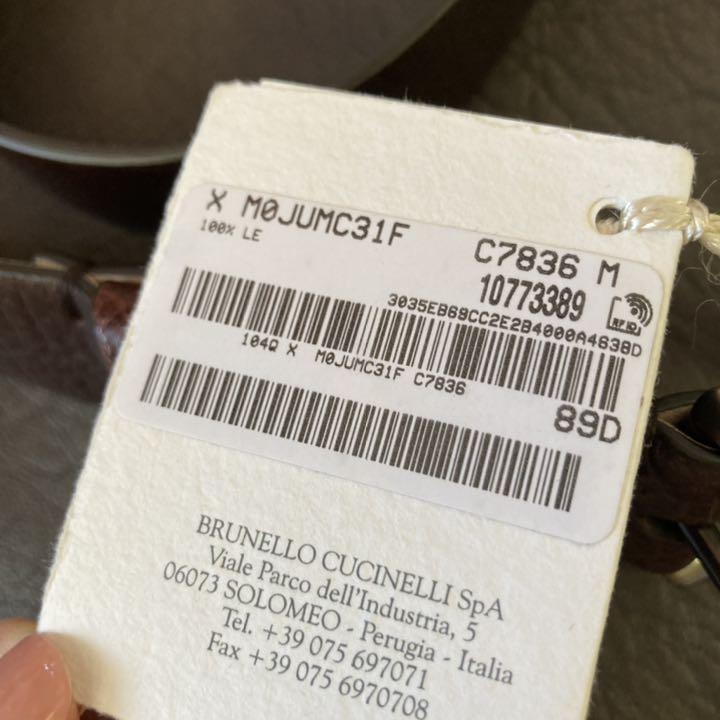 X M0JUMC31F C7836 M
100% LE 10773389
RFID
3035EB69CC2E2B4000A4638D
104Q X M0JUMC31F C7836
89D
BRUNELLO CUCINELLI SpA
Viale Parco dell'Industria, 5
06073 SOLOMEO - Perugia - Italia
Tel. +39 075 697071
Fax +39 075 6970708